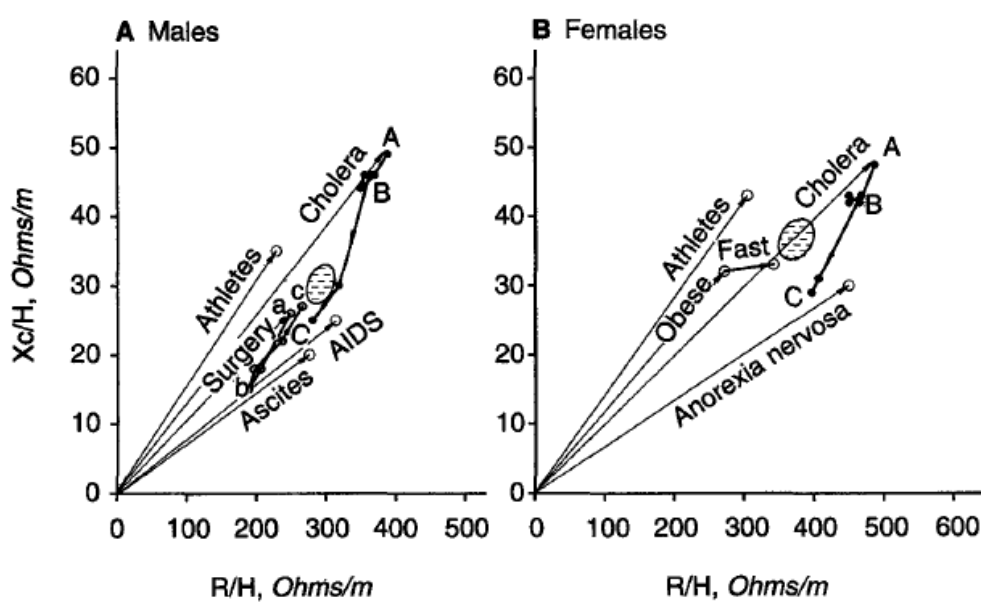 A Males
B Females
60
50
40
30
20
10
0
Xc/H, Ohms/m
0 100 200 300 400 500
R/H, Ohms/m
Athletes
Cholera
Surgery
AIDS
Ascites
A
B
C
a
b
c
60
50
40
30
20
10
0
0 100 200 300 400 500 600
R/H, Ohms/m
Athletes
Cholera
Fast
Obese
Anorexia nervosa
A
B
C